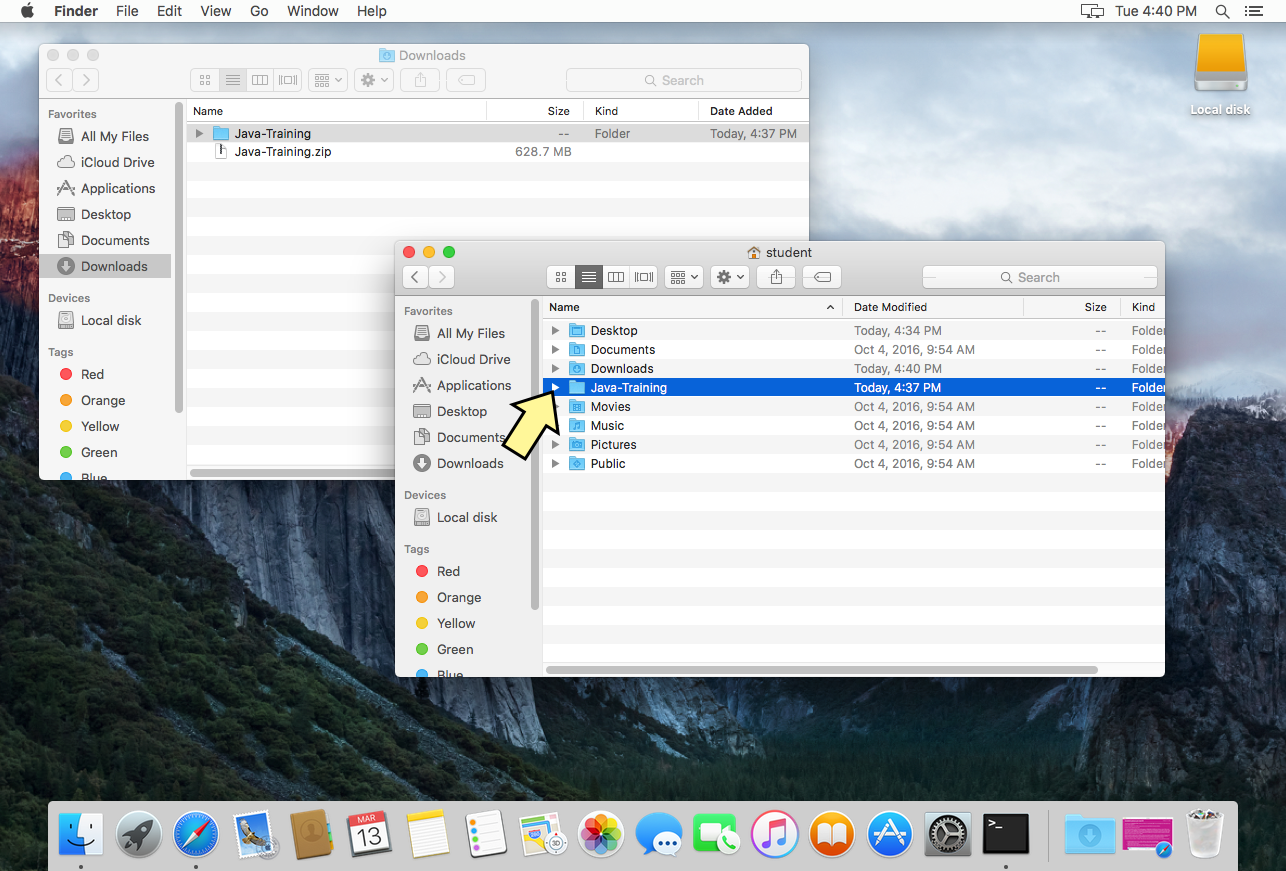 Finder File Edit View Go Window Help Tue 4:40 PM
Local disk
Downloads
Search
Favorites
All My Files
iCloud Drive
Applications
Desktop
Documents
Downloads
Devices
Local disk
Tags
Red
Orange
Yellow
Green
Blue
Name Size Kind Date Added
Java-Training -- Folder Today, 4:37 PM
Java-Training.zip 628.7 MB
student
Search
Favorites
All My Files
iCloud Drive
Applications
Desktop
Documents
Downloads
Devices
Local disk
Tags
Red
Orange
Yellow
Green
Blue
Name Date Modified Size Kind
Desktop Today, 4:34 PM -- Folder
Documents Oct 4, 2016, 9:54 AM -- Folder
Downloads Today, 4:40 PM -- Folder
Java-Training Today, 4:37 PM -- Folder
Movies Oct 4, 2016, 9:54 AM -- Folder
Music Oct 4, 2016, 9:54 AM -- Folder
Pictures Oct 4, 2016, 9:54 AM -- Folder
Public Oct 4, 2016, 9:54 AM -- Folder
MAR
13
280
3D
>_